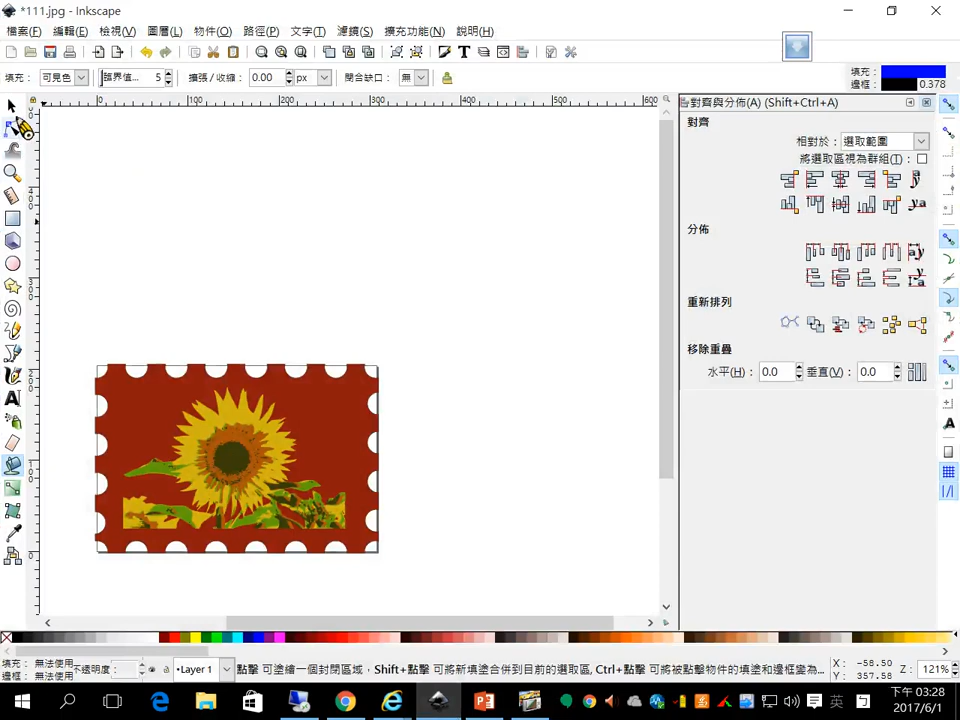 *111.jpg - Inkscape
檔案(F) 編輯(E) 檢視(V) 圖層(L) 物件(O) 路徑(P) 文字(T) 濾鏡(S) 擴充功能(N) 說明(H)
填充： 可見色 臨界值... 5 擴張 / 收縮： 0.00 px 閉合缺口： 無
填充：
邊框： 0.378
0 100 200 300 400 500 600
對齊與分佈(A) (Shift+Ctrl+A)
對齊
相對於： 選取範圍
將選取區視為群組(T)：
分佈
重新排列
移除重疊
水平(H)： 0.0 垂直(V)： 0.0
填充： 無法使用 不透明度：
邊框： 無法使用
Layer 1
點擊 可塗繪一個封閉區域，Shift+點擊 可將新填塗合併到目前的選取區, Ctrl+點擊 可將被點擊物件的填塗和邊框變為...
X: -58.50
Y: 357.58
Z: 121%
英
下午 03:28
2017/6/1